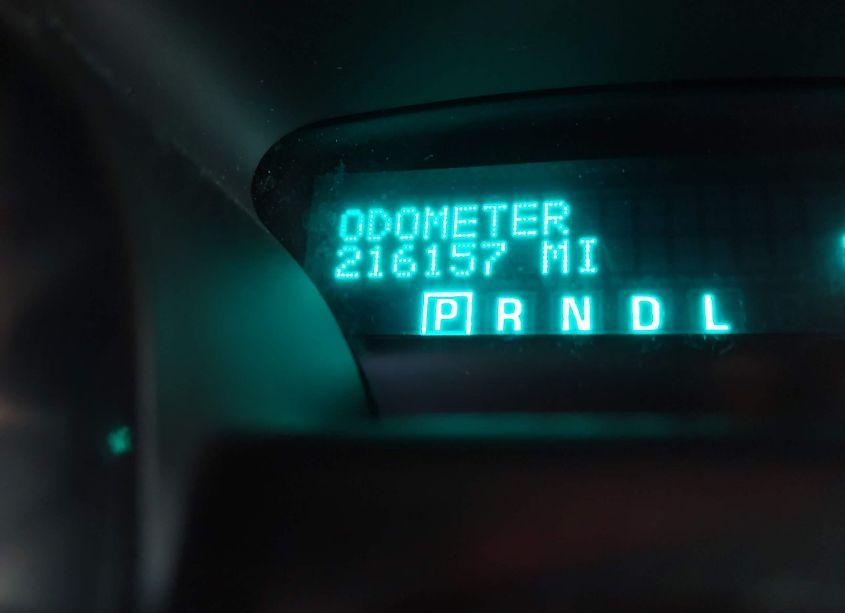 ODOMETER
216157 MI
P R N D L